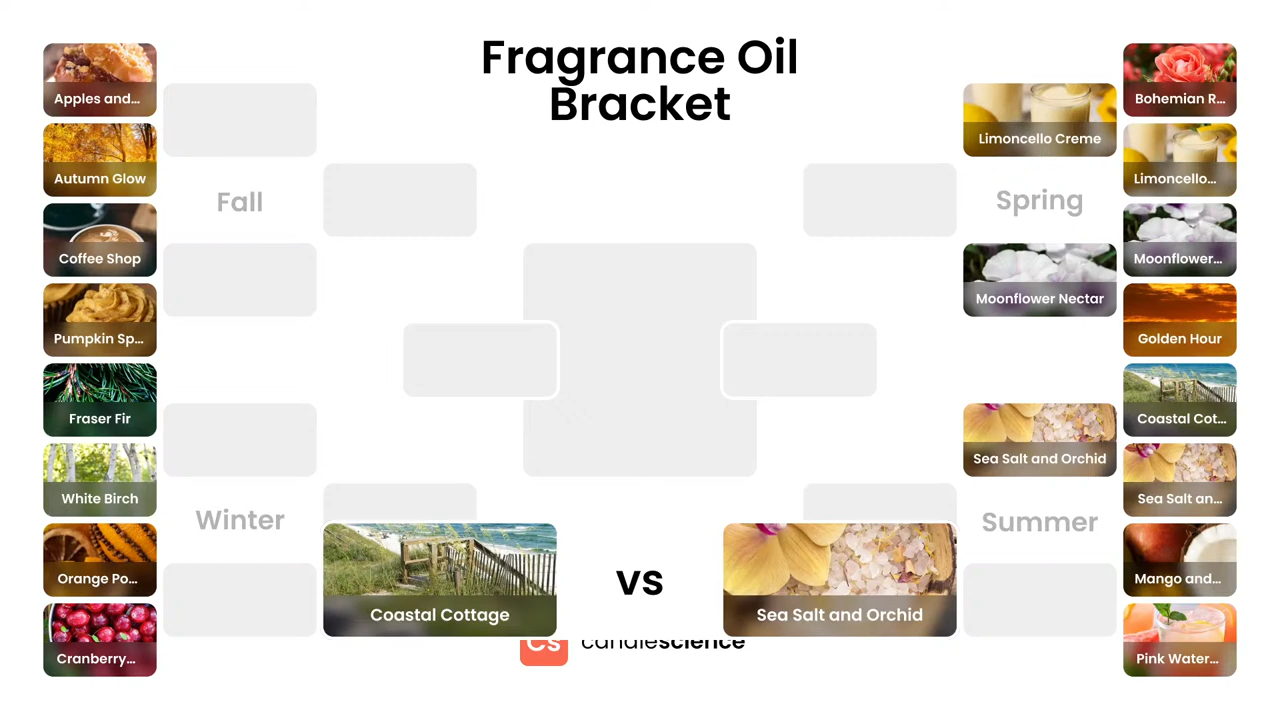 Fragrance Oil
Bracket
Apples and...
Autumn Glow
Coffee Shop
Pumpkin Sp...
Fraser Fir
White Birch
Orange Po...
Cranberry...
Fall
Winter
Limoncello Creme
Spring
Moonflower Nectar
Sea Salt and Orchid
Summer
Bohemian R...
Limoncello...
Moonflower...
Golden Hour
Coastal Cot...
Sea Salt an...
Mango and...
Pink Water...
Coastal Cottage
vs
Sea Salt and Orchid
Cs
candlescience